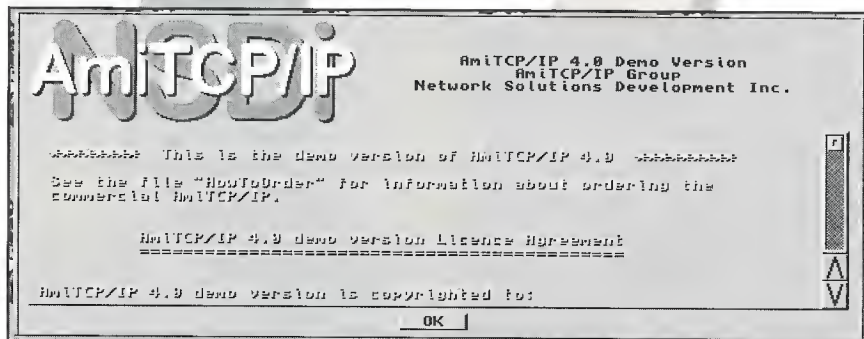 NSDi
AmiTCP/IP
AmiTCP/IP 4.0 Demo Version
AmiTCP/IP Group
Network Solutions Development Inc.
********* This is the demo version of AmiTCP/IP 4.0 **********
See the file "HowToOrder" for information about ordering the
commercial AmiTCP/IP.
AmiTCP/IP 4.0 demo version Licence Agreement
============================================
AmiTCP/IP 4.0 demo version is copyrighted to:
OK